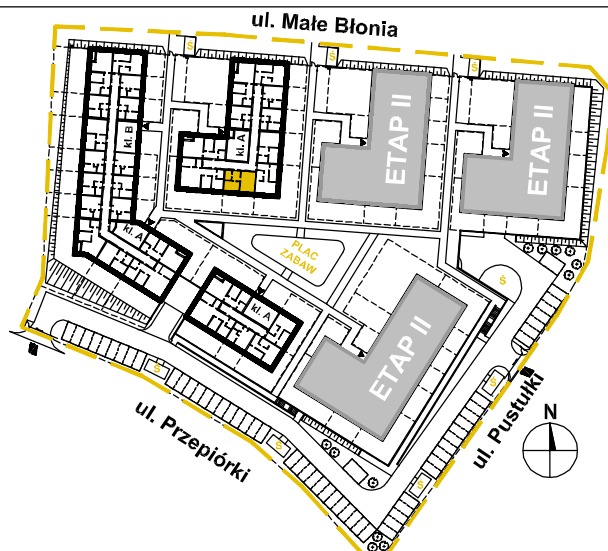 ul. Małe Błonia
Ś
Ś
Ś
kl. B
kl. A
ETAP II
ETAP II
kl. A
PLAC
ZABAW
Ś
kl. A
ETAP II
Ś
Ś
ul. Pustułki
N
ul. Przepiórki
Ś
Ś